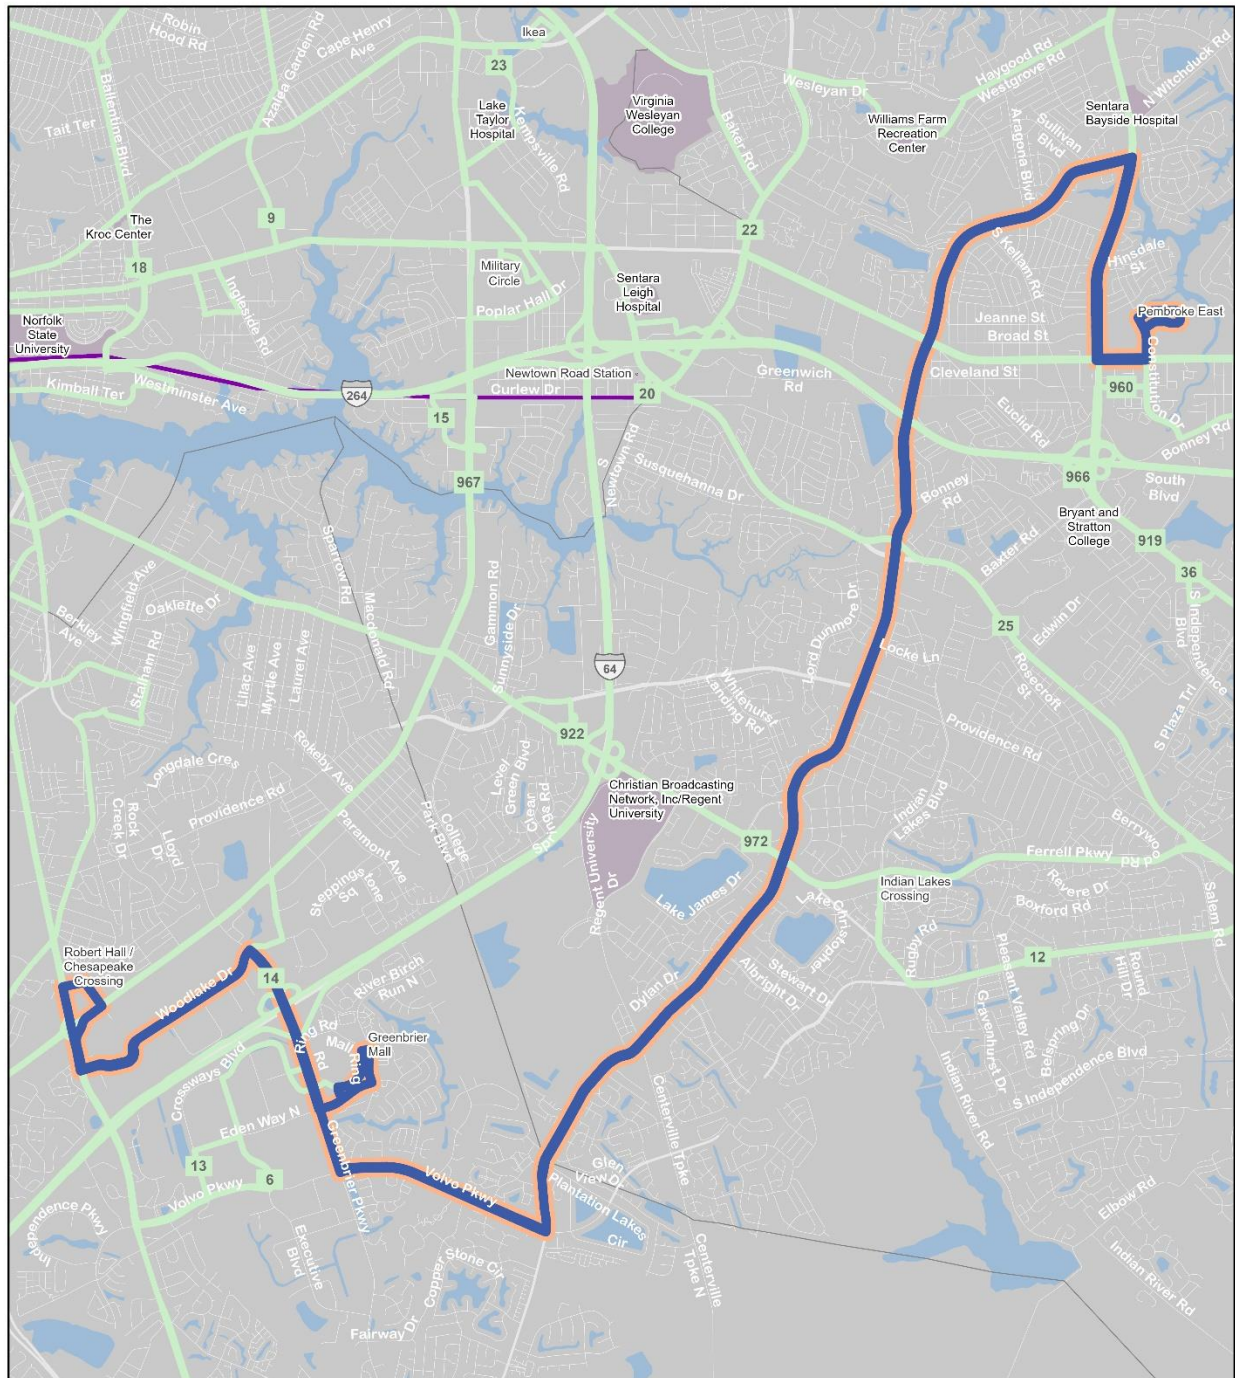 Robin
Hood Rd
Cape Henry
Ave
Ikea
Azalea Garden Rd
Ballentine Blvd
23
Haygood Rd
Westgrove Rd
N Witchduck Rd
Wesleyan Dr
Virginia
Wesleyan
College
Lake
Taylor
Hospital
Kempsville Rd
Baker Rd
Sentara
Bayside Hospital
Williams Farm
Recreation
Center
Aragona Blvd
Sullivan
Blvd
Tait Ter
The
Kroc Center
9
22
S Kellam Rd
Hinsdale
St
18
Military
Circle
Ingleside Rd
Poplar Hall Dr
Sentara
Leigh
Hospital
Jeanne St
Broad St
Pembroke East
Norfolk
State
University
Kimball Ter
Westminster Ave
264
Newtown Road Station
Curlew Dr
20
Greenwich
Rd
Cleveland St
960
Constitution Dr
15
Euclid Rd
Bonney Rd
S
Newtown Rd
Susquehanna Dr
967
Bonney
Rd
966
South
Blvd
Bryant and
Stratton
College
919
Baxter Rd
36
Sparrow Rd
Wingfield Ave
Oaklette Dr
Berkley
Ave
Stalham Rd
Macdonald Rd
Gammon Rd
Sunnyside Dr
Lord Dunmore Dr
25
Edwin Dr
S Independence
Blvd
Lilac Ave
Myrtle Ave
Laurel Ave
64
Locke Ln
Rosecroft
St
Whitehurst
Landing Rd
S Plaza Trl
922
Providence Rd
Longdale Cres
Rokeby Ave
Level
Green Blvd
Clear
Springs Rd
Christian Broadcasting
Network, Inc/Regent
University
Indian
Lakes Blvd
Providence Rd
Rock
Creek Dr
Lloyd
Dr
Paramont Ave
College
Park Blvd
972
Berrywood
Rd
Ferrell Pkwy
Regent University
Dr
Steppings tone
Sq
Lake James Dr
Lake Christopher
Indian Lakes
Crossing
Revere Dr
Boxford Rd
Salem Rd
Robert Hall /
Chesapeake
Crossing
Rugby Rd
Pleasant Valley Rd
Round
Hill Dr
12
Woodlake Dr
14
River Birch
Run N
Dylan Dr
Albright Dr
Stewart Dr
Gravenhurst Dr
Belspring Dr
Ring Rd
Mall Ring
Rd
Greenbrier
Mall
Crossways Blvd
S Independence Blvd
Indian River Rd
Centerville
Tpke
Eden Way N
Greenbrier Pkwy
13
6
Volvo Pkwy
Volvo Pkwy
Glen
View Dr
Plantation Lakes
Cir
Elbow Rd
Independence Pkwy
Executive
Blvd
Stone Cir
Copper
Centerville
Tpke N
Indian River Rd
Fairway Dr